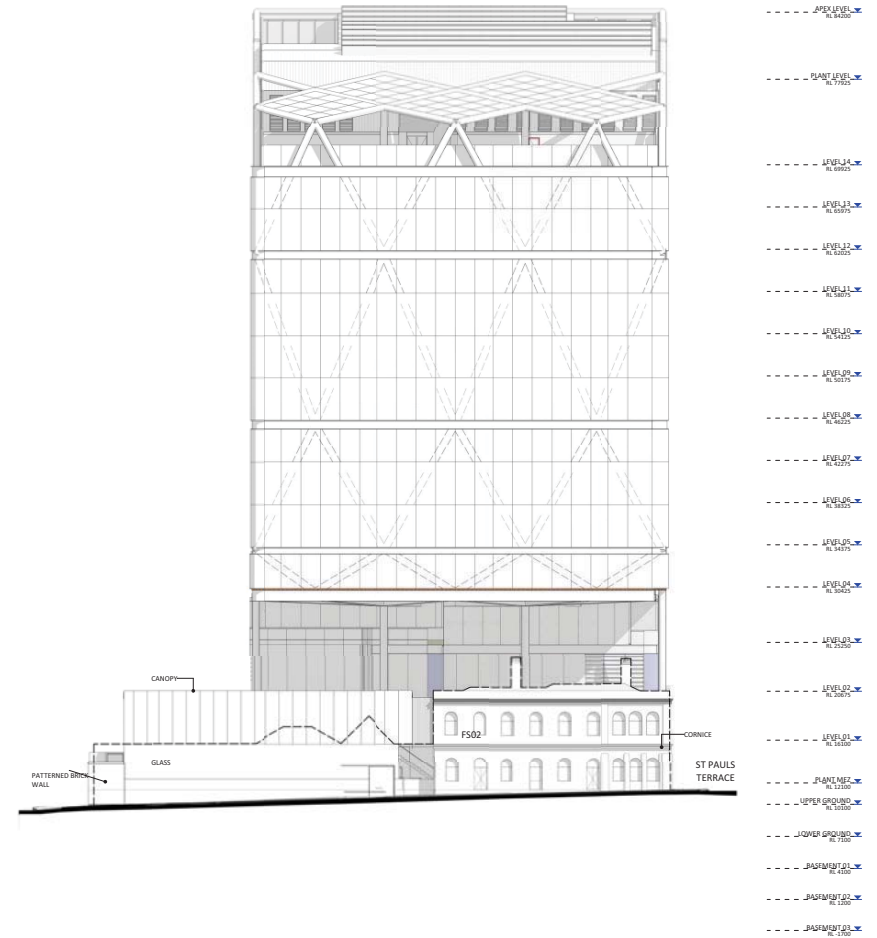 APEX LEVEL
RL 84200
PLANT LEVEL
RL 77925
LEVEL 14
RL 69925
LEVEL 13
RL 65975
LEVEL 12
RL 62025
LEVEL 11
RL 58075
LEVEL 10
RL 54125
LEVEL 09
RL 50175
LEVEL 08
RL 46225
LEVEL 07
RL 42275
LEVEL 06
RL 38325
LEVEL 05
RL 34375
LEVEL 04
RL 30425
LEVEL 03
RL 25250
LEVEL 02
RL 20675
LEVEL 01
RL 16100
PLANT MEZ
RL 12100
UPPER GROUND
RL 10100
LOWER GROUND
RL 7100
BASEMENT 01
RL 4100
BASEMENT 02
RL 1200
BASEMENT 03
RL -1700
CANOPY
FS02
CORNICE
GLASS
PATTERNED BRICK
WALL
ST PAULS
TERRACE